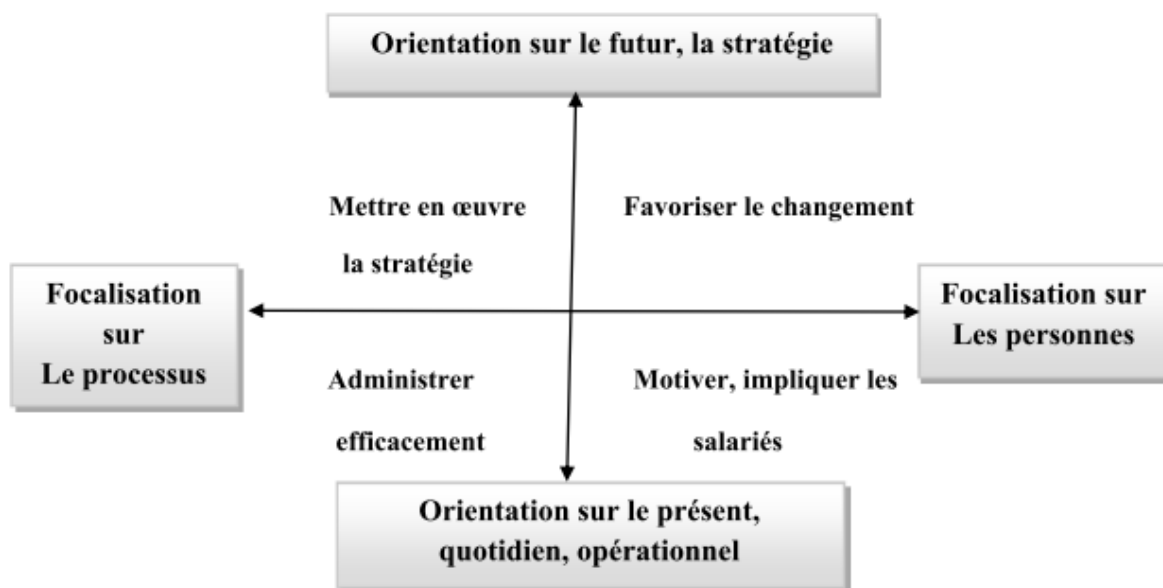 Orientation sur le futur, la stratégie
Mettre en œuvre
la stratégie
Favoriser le changement
Focalisation
sur
Le processus
Focalisation sur
Les personnes
Administrer
efficacement
Motiver, impliquer les
salariés
Orientation sur le présent,
quotidien, opérationnel